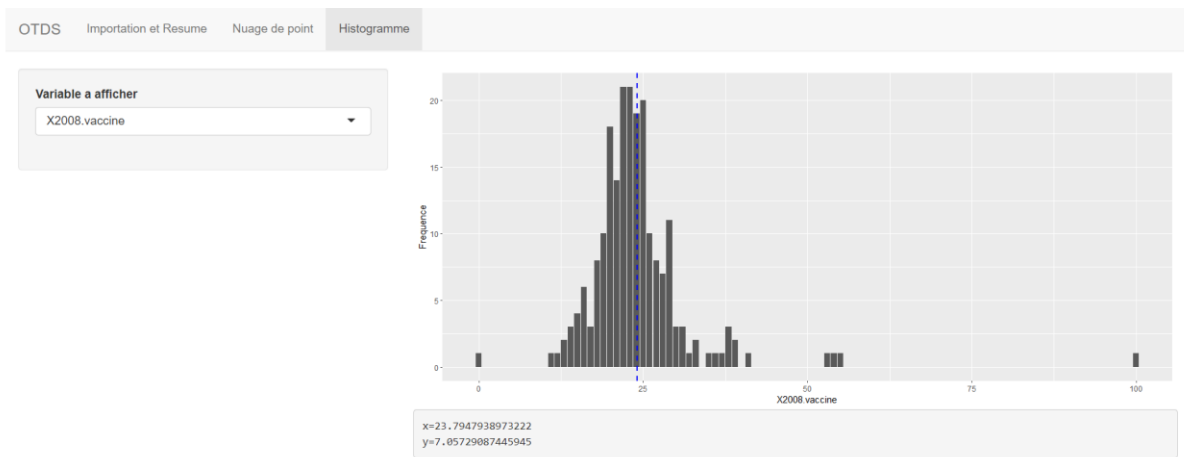 OTDS Importation et Resume Nuage de point Histogramme
Variable a afficher
X2008.vaccine
20
15
Frequence
10
5
0
0 25 50 75 100
X2008.vaccine
x=23.7947938973222
y=7.05729087445945